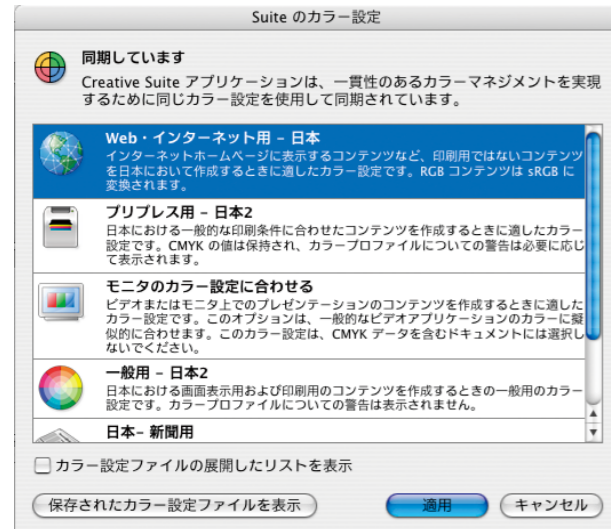 Suite のカラー設定
同期しています
Creative Suite アプリケーションは、一貫性のあるカラーマネジメントを実現
するために同じカラー設定を使用して同期されています。
Web・インターネット用 – 日本
インターネットホームページに表示するコンテンツなど、印刷用ではないコンテンツ
を日本において作成するときに適したカラー設定です。RGB コンテンツは sRGB に
変換されます。
プリプレス用 – 日本2
日本における一般的な印刷条件に合わせたコンテンツを作成するときに適したカラー
設定です。CMYK の値は保持され、カラープロファイルについての警告は必要に応じ
て表示されます。
モニタのカラー設定に合わせる
ビデオまたはモニタ上でのプレゼンテーションのコンテンツを作成するときに適した
カラー設定です。このオプションは、一般的なビデオアプリケーションのカラーに擬
似的に合わせます。このカラー設定は、CMYK データを含むドキュメントには選択し
ないでください。
一般用 – 日本2
日本における画面表示用および印刷用のコンテンツを作成するときの一般用のカラー
設定です。カラープロファイルについての警告は表示されません。
日本– 新聞用
カラー設定ファイルの展開したリストを表示
保存されたカラー設定ファイルを表示
適用
キャンセル